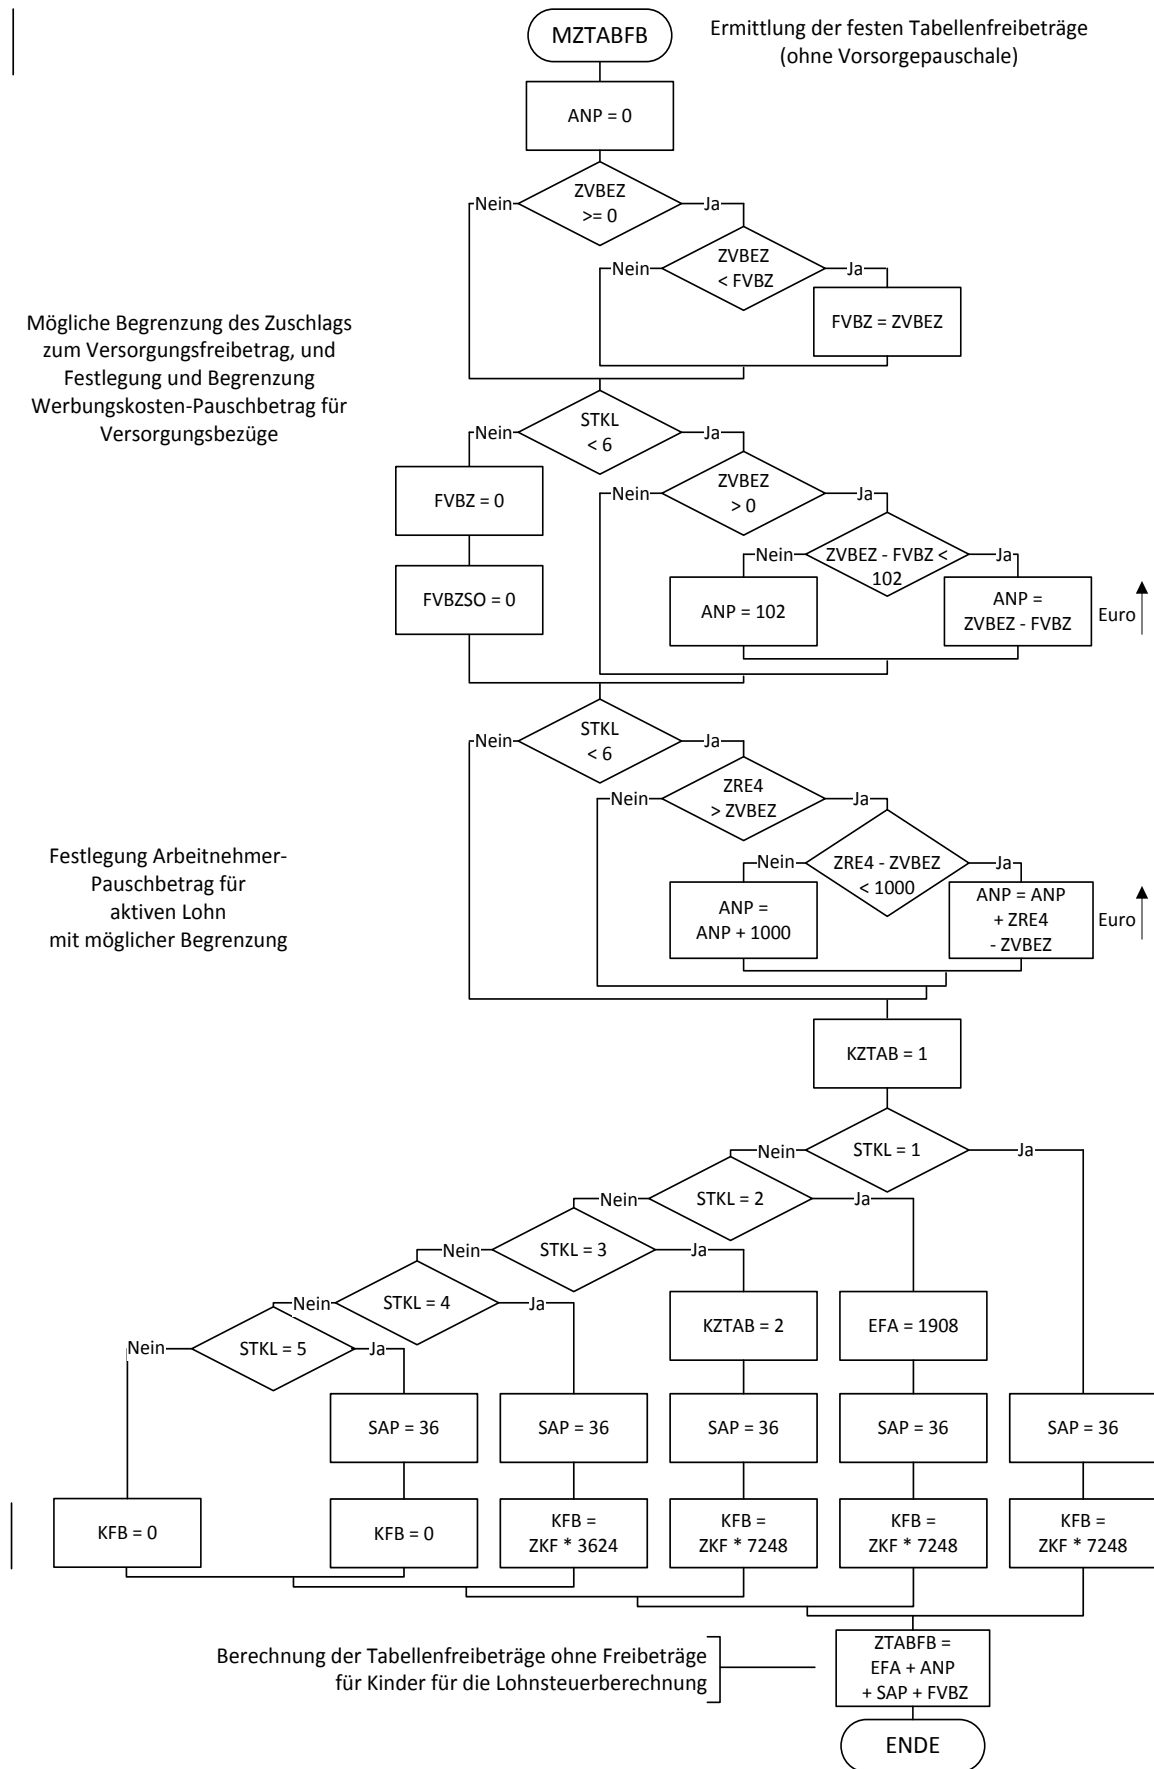 MZTABFB
Ermittlung der festen Tabellenfreibeträge
(ohne Vorsorgepauschale)
ANP = 0
ZVBEZ
>= 0
Nein
Ja
ZVBEZ
< FVBZ
Nein
Ja
FVBZ = ZVBEZ
Mögliche Begrenzung des Zuschlags
zum Versorgungsfreibetrag, und
Festlegung und Begrenzung
Werbungskosten-Pauschbetrag für
Versorgungsbezüge
STKL
< 6
Nein
Ja
FVBZ = 0
ZVBEZ
> 0
Nein
Ja
ZVBEZ - FVBZ <
102
Nein
Ja
FVBZSO = 0
ANP = 102
ANP =
ZVBEZ - FVBZ
Euro
STKL
< 6
Nein
Ja
ZRE4
> ZVBEZ
Nein
Ja
Festlegung Arbeitnehmer-
Pauschbetrag für
aktiven Lohn
mit möglicher Begrenzung
ZRE4 - ZVBEZ
< 1000
Nein
Ja
ANP =
ANP + 1000
ANP = ANP
+ ZRE4
- ZVBEZ
Euro
KZTAB = 1
Nein
STKL = 1
Ja
Nein
STKL = 2
Ja
Nein
STKL = 3
Ja
Nein
STKL = 4
Ja
Nein
STKL = 5
Ja
KZTAB = 2
EFA = 1908
SAP = 36
SAP = 36
SAP = 36
SAP = 36
SAP = 36
KFB = 0
KFB = 0
KFB =
ZKF * 3624
KFB =
ZKF * 7248
KFB =
ZKF * 7248
KFB =
ZKF * 7248
Berechnung der Tabellenfreibeträge ohne Freibeträge
für Kinder für die Lohnsteuerberechnung
ZTABFB =
EFA + ANP
+ SAP + FVBZ
ENDE